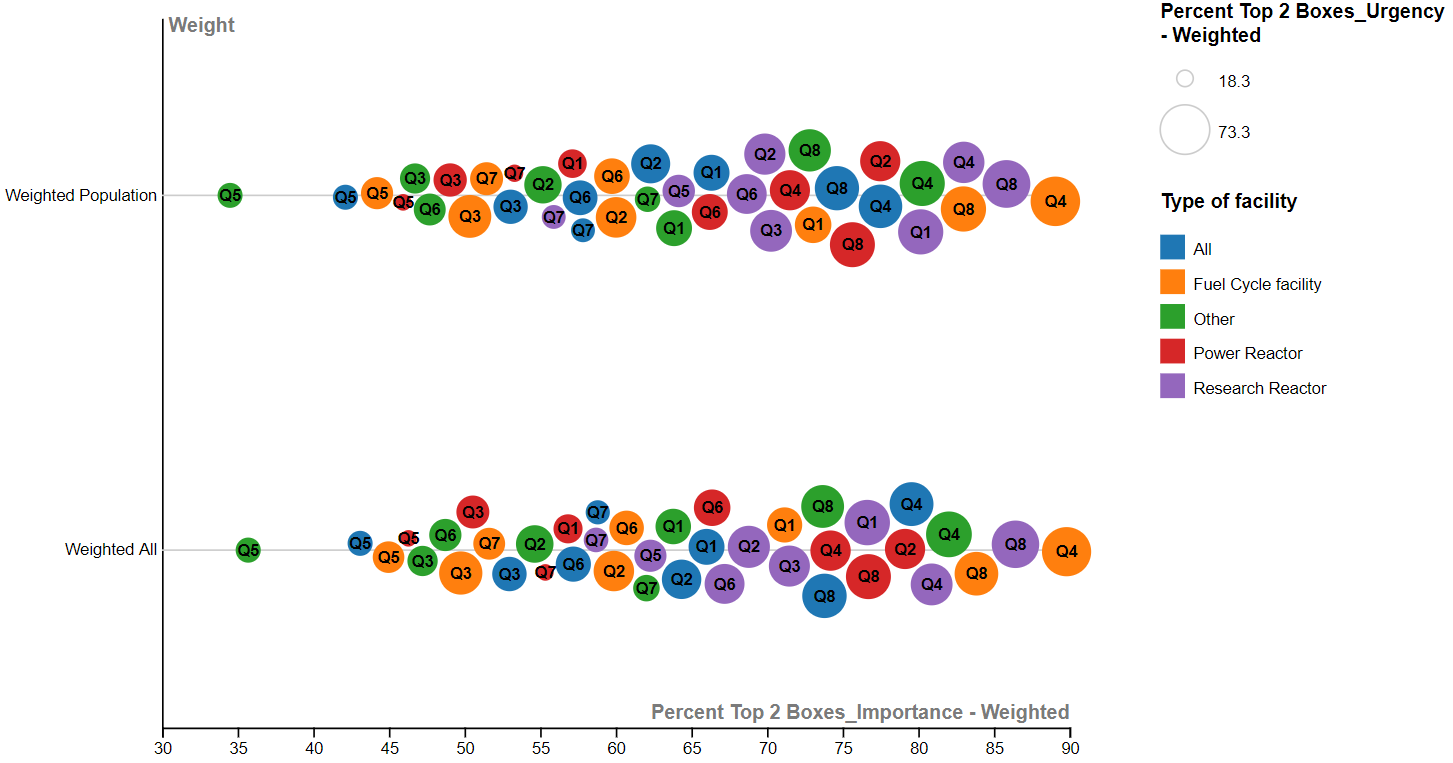 Weight
Weighted Population
Q5
Q5
Q5
Q5
Q3
Q6
Q3
Q3
Q7
Q7
Q3
Q2
Q7
Q1
Q6
Q7
Q6
Q2
Q7
Q2
Q1
Q5
Q6
Q1
Q6
Q2
Q3
Q4
Q8
Q1
Q8
Q8
Q2
Q4
Q1
Q4
Q4
Q8
Q8
Q4
Weighted All
Q5
Q5
Q5
Q5
Q3
Q6
Q3
Q3
Q7
Q3
Q2
Q7
Q1
Q6
Q7
Q7
Q2
Q6
Q7
Q5
Q1
Q2
Q1
Q6
Q6
Q2
Q1
Q3
Q8
Q8
Q4
Q1
Q8
Q2
Q4
Q4
Q4
Q8
Q8
Q4
Percent Top 2 Boxes_Importance - Weighted
30
35
40
45
50
55
60
65
70
75
80
85
90
Percent Top 2 Boxes_Urgency
- Weighted
18.3
73.3
Type of facility
All
Fuel Cycle facility
Other
Power Reactor
Research Reactor